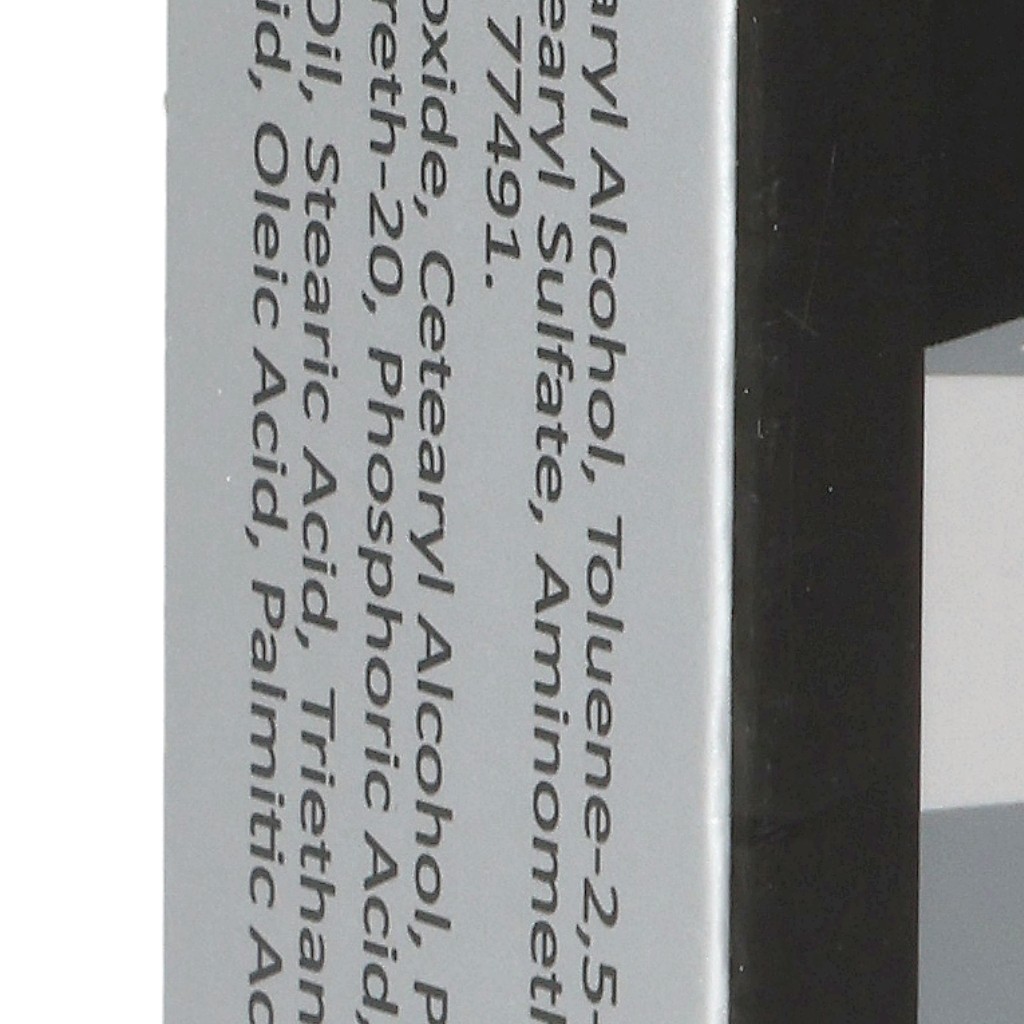 aryl Alcohol, Toluene-2,5-
earyl Sulfate, Aminometh
77491.
oxide, Cetearyl Alcohol, P
reth-20, Phosphoric Acid,
Oil, Stearic Acid, Triethan
id, Oleic Acid, Palmitic Ac